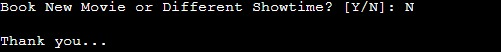 Book New Movie or Different Showtime? [Y/N]: N
Thank you...